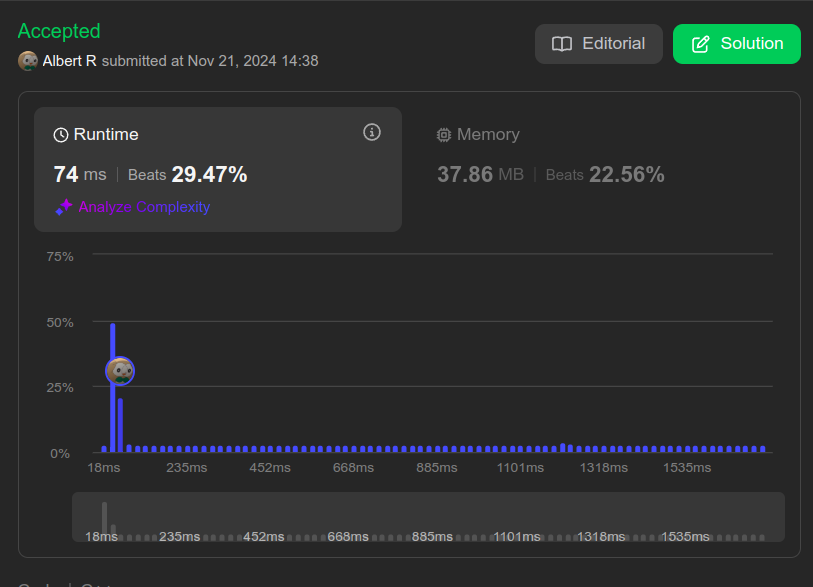 Accepted
Albert R submitted at Nov 21, 2024 14:38
Editorial
Solution
Runtime
74 ms | Beats 29.47%
Analyze Complexity
Memory
37.86 MB | Beats 22.56%
75%
50%
25%
0%
18ms 235ms 452ms 668ms 885ms 1101ms 1318ms 1535ms
18ms 235ms 452ms 668ms 885ms 1101ms 1318ms 1535ms